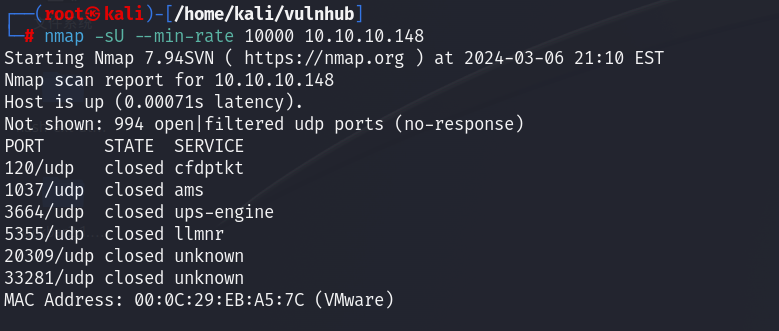 ┌──(root㉿kali)-[/home/kali/vulnhub]
└─# nmap -sU --min-rate 10000 10.10.10.148
Starting Nmap 7.94SVN ( https://nmap.org ) at 2024-03-06 21:10 EST
Nmap scan report for 10.10.10.148
Host is up (0.00071s latency).
Not shown: 994 open|filtered udp ports (no-response)
PORT      STATE  SERVICE
120/udp   closed cfdptkt
1037/udp  closed ams
3664/udp  closed ups-engine
5355/udp  closed llmnr
20309/udp closed unknown
33281/udp closed unknown
MAC Address: 00:0C:29:EB:A5:7C (VMware)